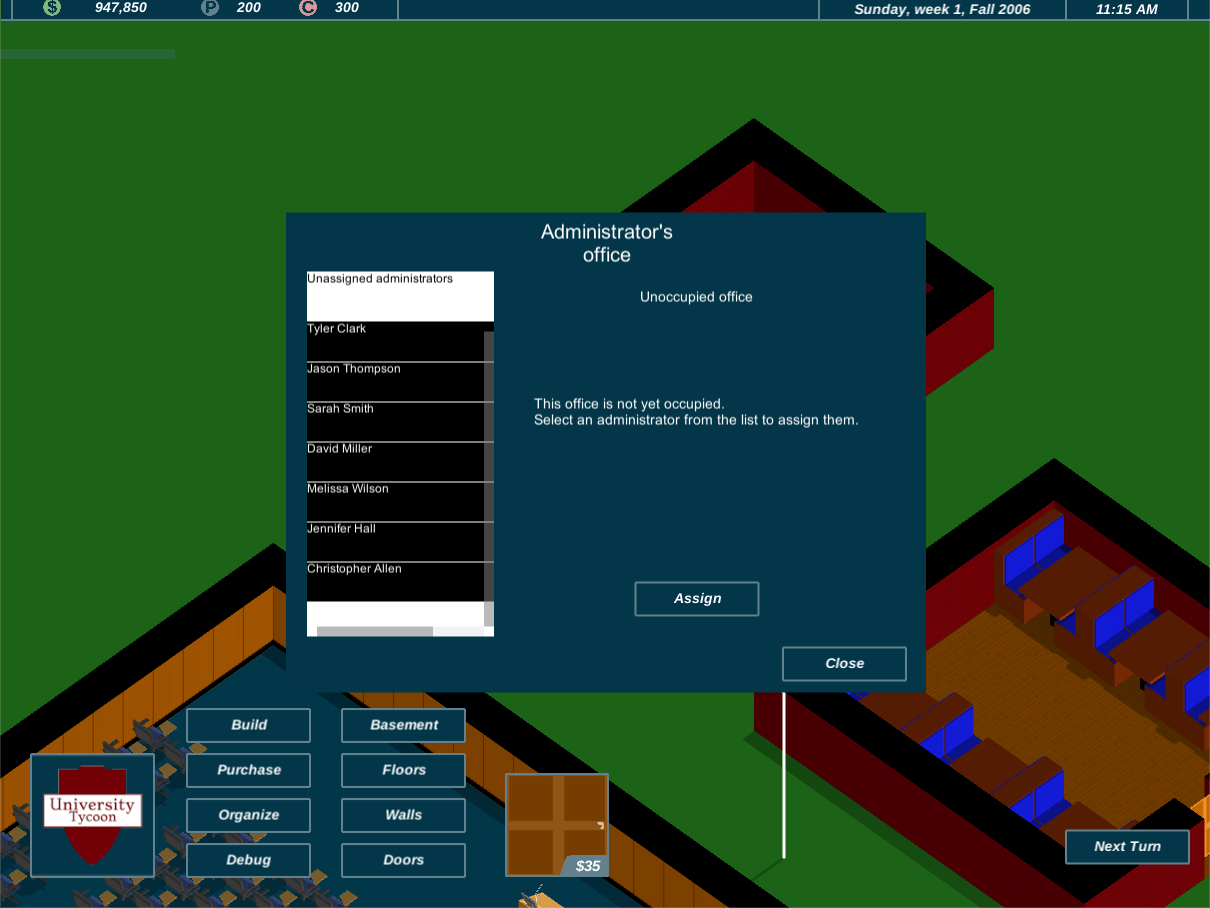 $ 947,850 P 200 C 300 Sunday, week 1, Fall 2006 11:15 AM
Administrator's
office
Unassigned administrators
Unoccupied office
Tyler Clark
Jason Thompson
Sarah Smith
David Miller
Melissa Wilson
Jennifer Hall
Christopher Allen
This office is not yet occupied.
Select an administrator from the list to assign them.
Assign
Close
Build Basement
Purchase Floors
Organize Walls
Debug Doors
University
Tycoon
$35
Next Turn